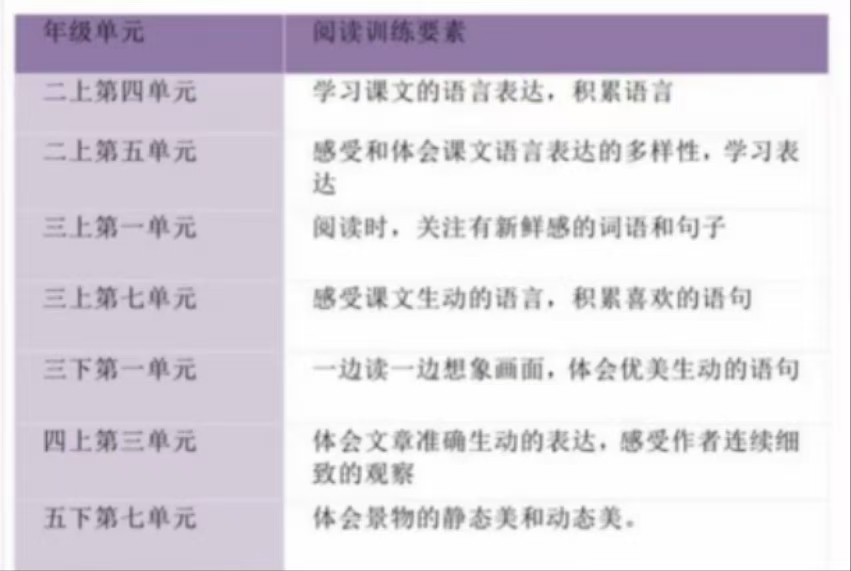 年级单元 阅读训练要素
二上第四单元 学习课文的语言表达，积累语言
二上第五单元 感受和体会课文语言表达的多样性，学习表
达
三上第一单元 阅读时，关注有新鲜感的词语和句子
三上第七单元 感受课文生动的语言，积累喜欢的语句
三下第一单元 一边读一边想象画面，体会优美生动的语句
四上第三单元 体会文章准确生动的表达，感受作者连续细
致的观察
五下第七单元 体会景物的静态美和动态美。